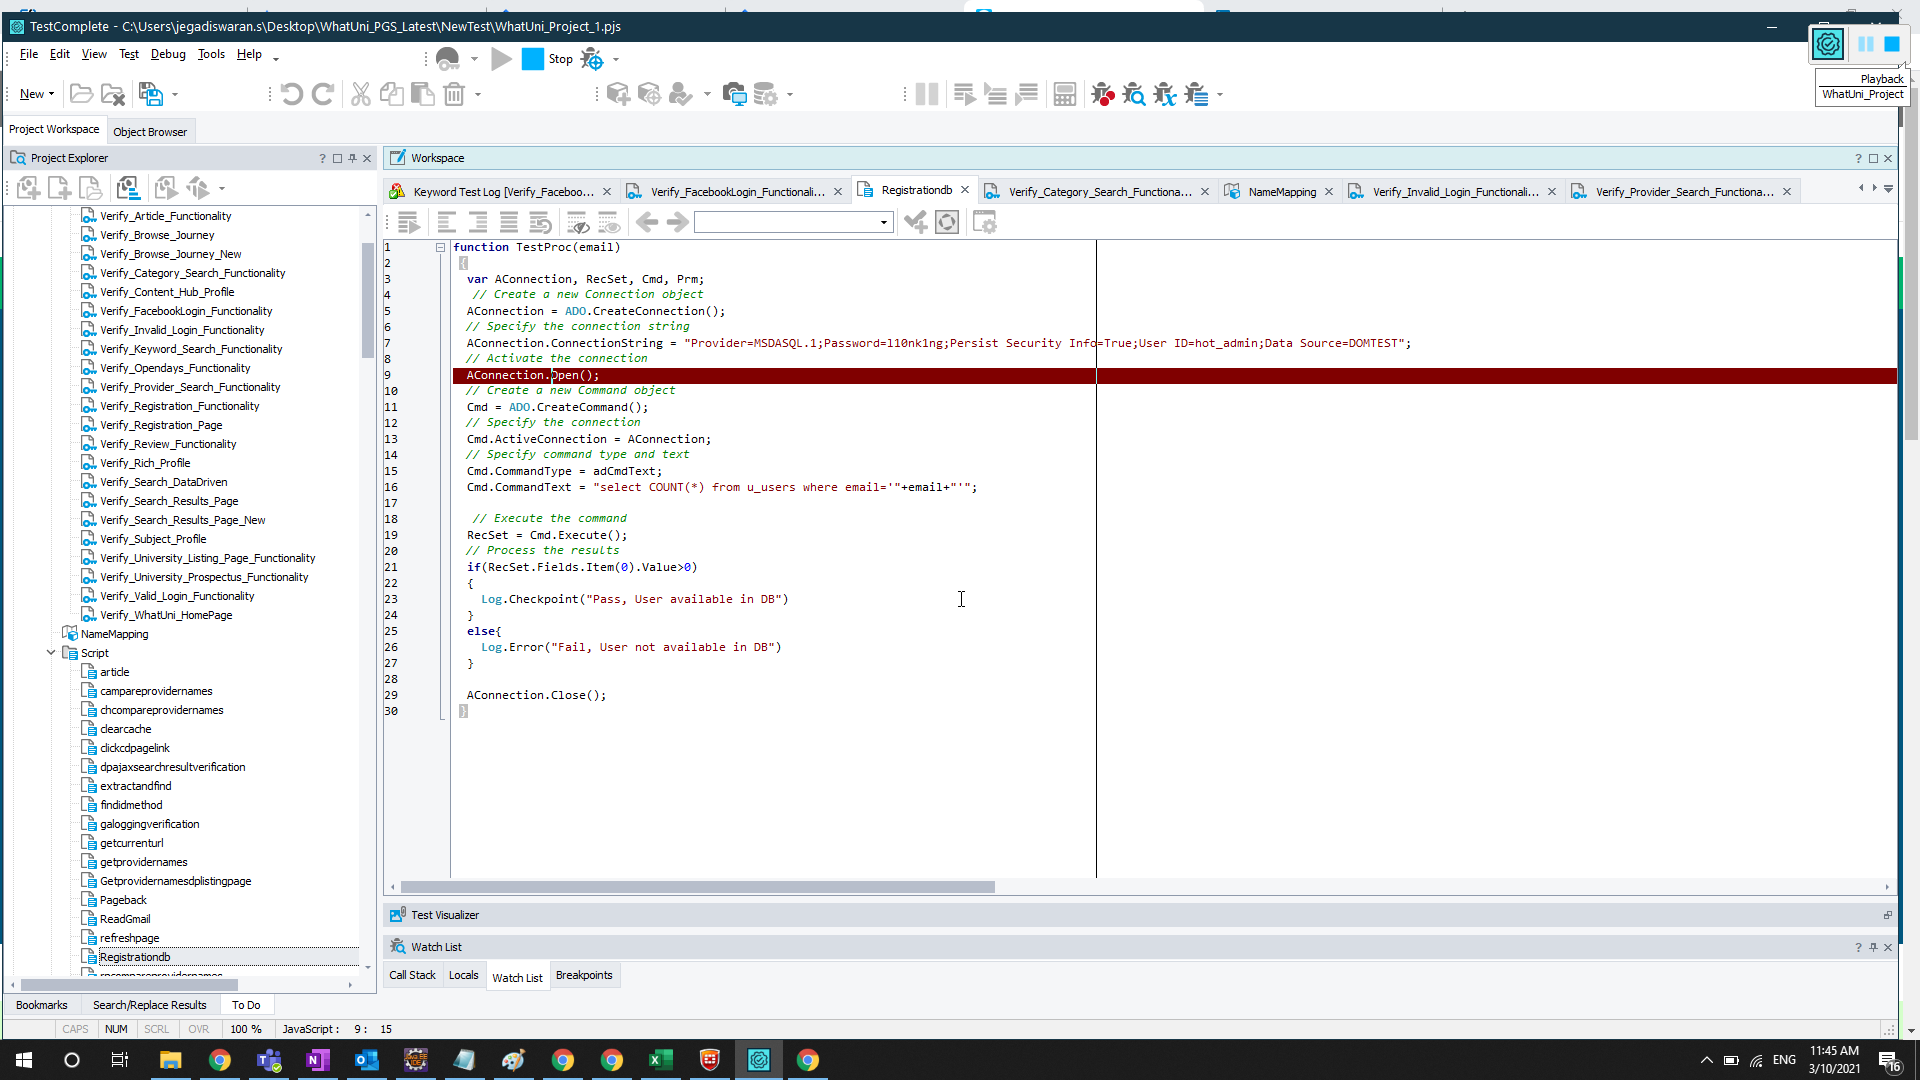 TestComplete - C:\Users\jegadiswaran.s\Desktop\WhatUni_PGS_Latest\NewTest\WhatUni_Project_1.pjs
File Edit View Test Debug Tools Help
Stop
Playback
WhatUni_Project
New
Project Workspace Object Browser
Project Explorer
Workspace
Keyword Test Log [Verify_Faceboo... Verify_FacebookLogin_Functionali... Registrationdb Verify_Category_Search_Functiona... NameMapping Verify_Invalid_Login_Functionali... Verify_Provider_Search_Functiona...
Verify_Article_Functionality
Verify_Browse_Journey
Verify_Browse_Journey_New
Verify_Category_Search_Functionality
Verify_Content_Hub_Profile
Verify_FacebookLogin_Functionality
Verify_Invalid_Login_Functionality
Verify_Keyword_Search_Functionality
Verify_Opendays_Functionality
Verify_Provider_Search_Functionality
Verify_Registration_Functionality
Verify_Registration_Page
Verify_Review_Functionality
Verify_Rich_Profile
Verify_Search_DataDriven
Verify_Search_Results_Page
Verify_Search_Results_Page_New
Verify_Subject_Profile
Verify_University_Listing_Page_Functionality
Verify_University_Prospectus_Functionality
Verify_Valid_Login_Functionality
Verify_WhatUni_HomePage
NameMapping
Script
article
campareprovidernames
chcompareprovidernames
clearcache
clickcdpagelink
dpajaxsearchresultverification
extractandfind
findidmethod
galoggingverification
getcurrenturl
getprovidernames
Getprovidernamesdplistingpage
Pageback
ReadGmail
refreshpage
Registrationdb
rpcompareprovidernames
1 function TestProc(email)
2 {
3 var AConnection, RecSet, Cmd, Prm;
4 // Create a new Connection object
5 AConnection = ADO.CreateConnection();
6 // Specify the connection string
7 AConnection.ConnectionString = "Provider=MSDASQL.1;Password=l10nk1ng;Persist Security Info=True;User ID=hot_admin;Data Source=DOMTEST";
8 // Activate the connection
9 AConnection.Open();
10 // Create a new Command object
11 Cmd = ADO.CreateCommand();
12 // Specify the connection
13 Cmd.ActiveConnection = AConnection;
14 // Specify command type and text
15 Cmd.CommandType = adCmdText;
16 Cmd.CommandText = "select COUNT(*) from u_users where email='"+email+"'";
17
18 // Execute the command
19 RecSet = Cmd.Execute();
20 // Process the results
21 if(RecSet.Fields.Item(0).Value>0)
22 {
23 Log.Checkpoint("Pass, User available in DB")
24 }
25 else{
26 Log.Error("Fail, User not available in DB")
27 }
28
29 AConnection.Close();
30 }
Test Visualizer
Watch List
Call Stack Locals Watch List Breakpoints
Bookmarks Search/Replace Results To Do
CAPS NUM SCRL OVR 100 % JavaScript : 9 : 15
ENG
11:45 AM
3/10/2021
16